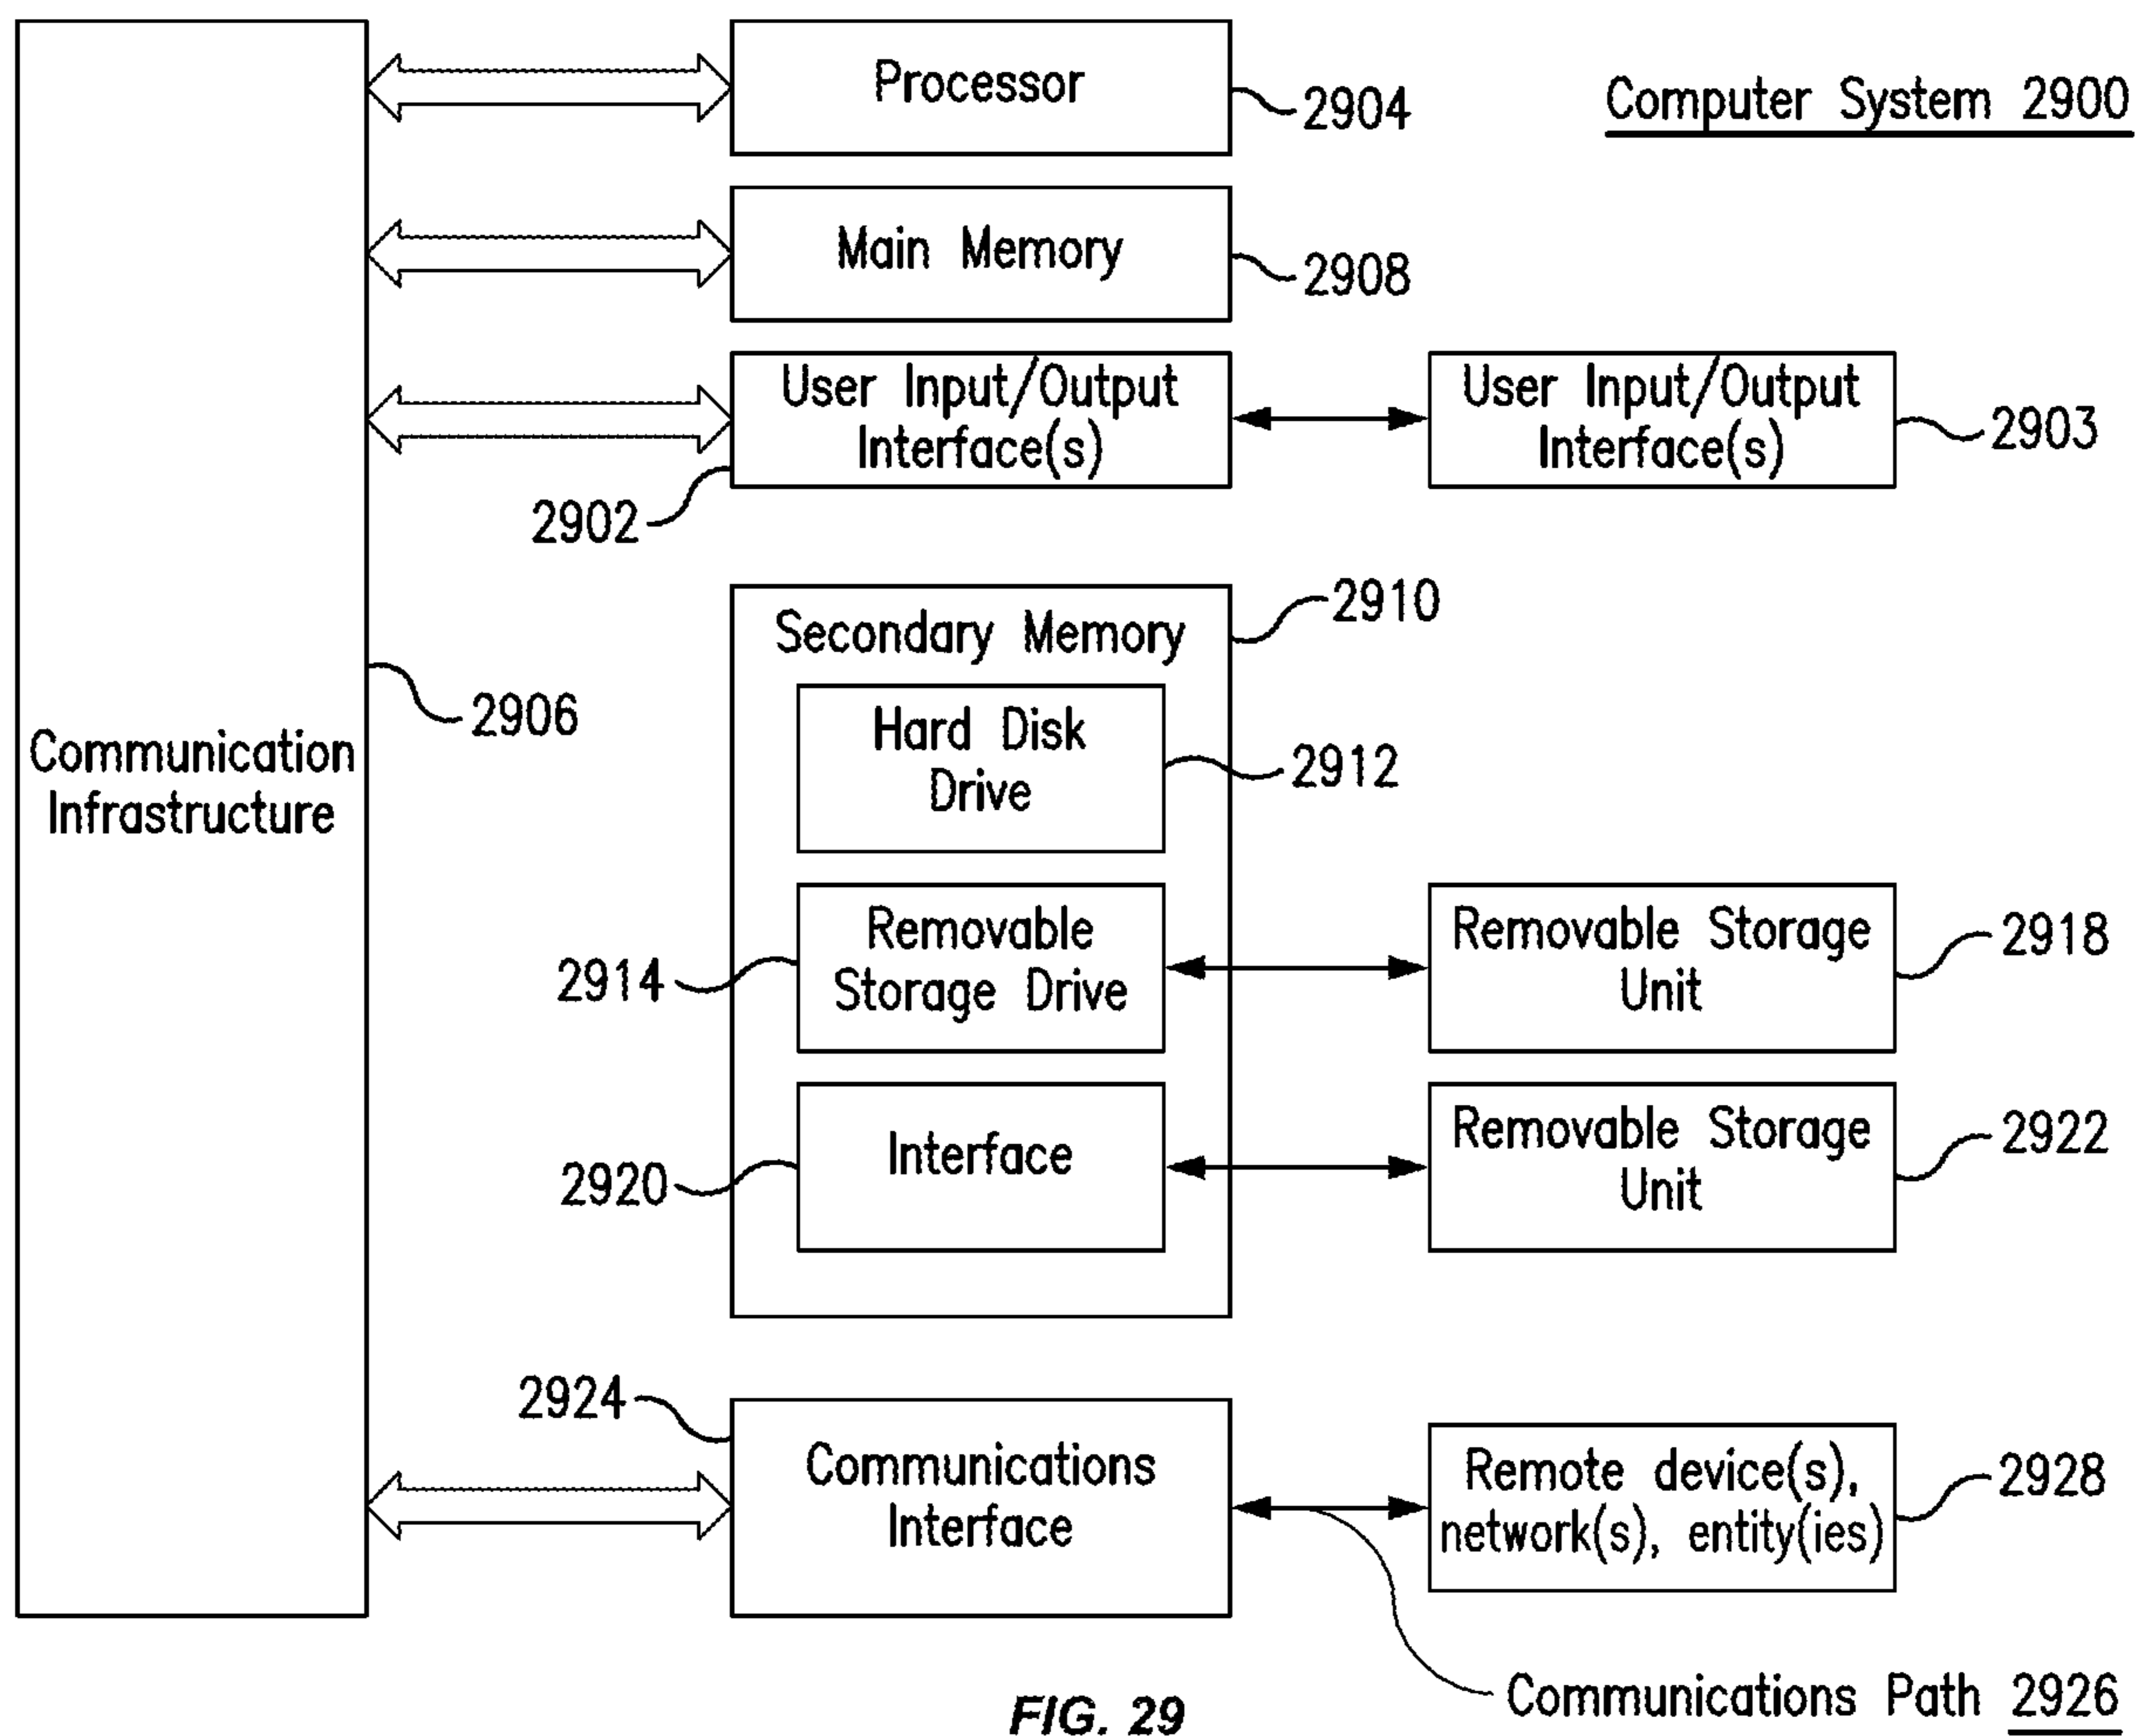 Processor
2904
Computer System 2900
Main Memory
2908
User Input/Output
Interface(s)
2902
User Input/Output
Interface(s)
2903
Communication
Infrastructure
2906
Secondary Memory
2910
Hard Disk
Drive
2912
Removable
Storage Drive
2914
Removable Storage
Unit
2918
Interface
2920
Removable Storage
Unit
2922
2924
Communications
Interface
Remote device(s),
network(s), entity(ies)
2928
Communications Path 2926
FIG. 29